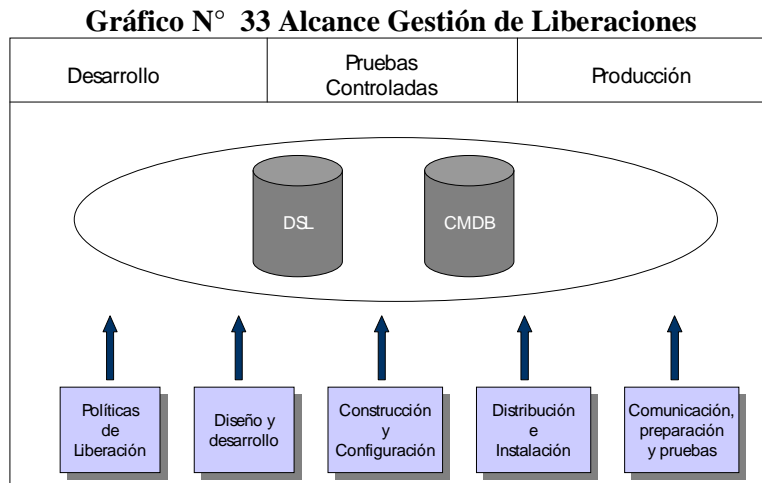 Gráfico N° 33 Alcance Gestión de Liberaciones
Desarrollo
Pruebas
Controladas
Producción
DSL
CMDB
Políticas
de
Liberación
Diseño y
desarrollo
Construcción
y
Configuración
Distribución
e
Instalación
Comunicación,
preparación
y pruebas